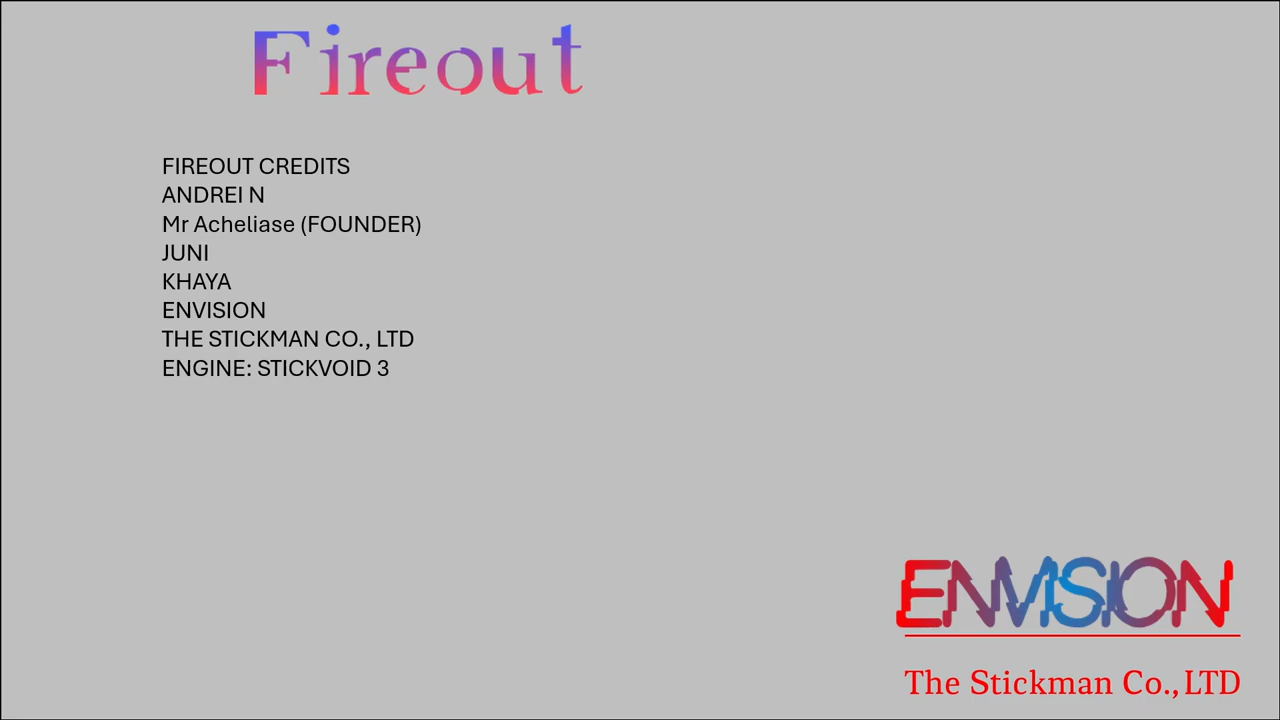 Fireout
FIREOUT CREDITS
ANDREI N
Mr Acheliase (FOUNDER)
JUNI
KHAYA
ENVISION
THE STICKMAN CO., LTD
ENGINE: STICKVOID 3
ENVISION
The Stickman Co., LTD